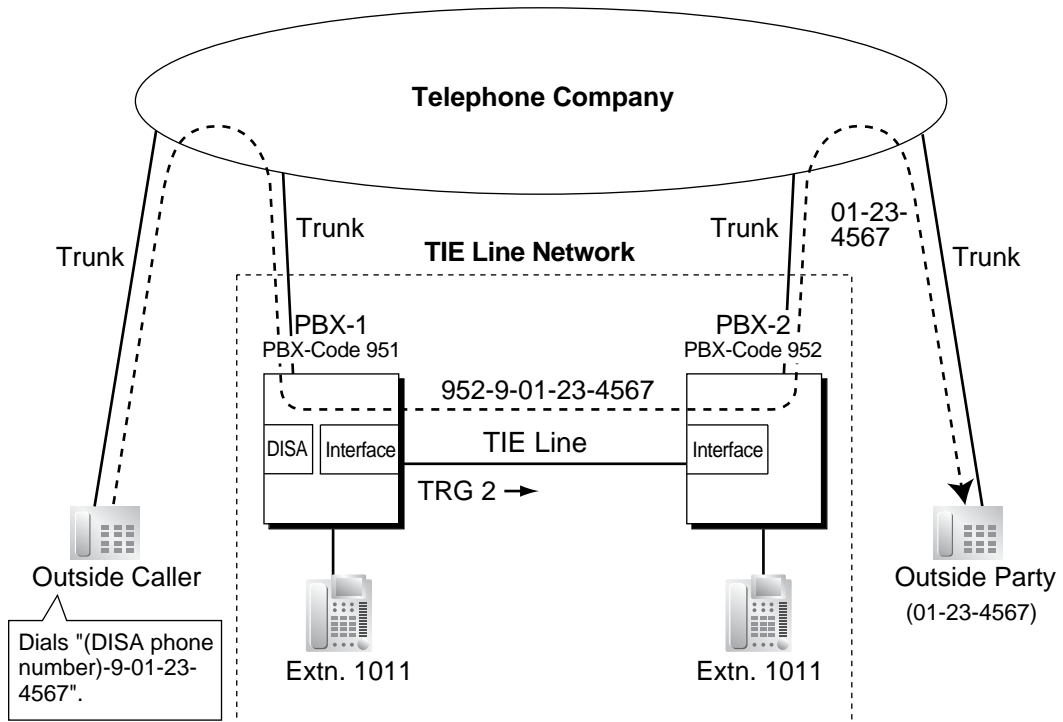 Telephone Company
Trunk
Trunk
TIE Line Network
Trunk
01-23-
4567
Trunk
PBX-1
PBX-Code 951
PBX-2
PBX-Code 952
952-9-01-23-4567
DISA
Interface
TIE Line
Interface
TRG 2
Outside Caller
Outside Party
(01-23-4567)
Dials "(DISA phone
number)-9-01-23-
4567".
Extn. 1011
Extn. 1011